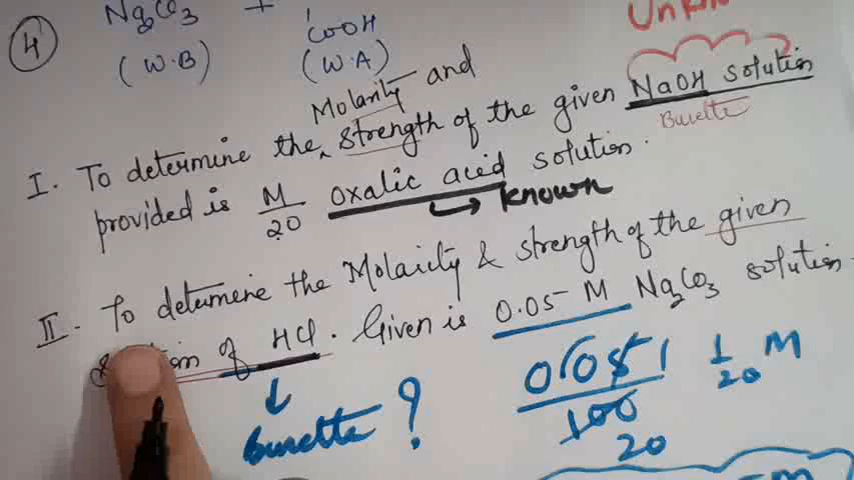 4
Na2CO3 + COOH
(W.B) (W.A)
Molarity and
I. To determine the, strength of the given NaOH solution
Burette
provided is M/20 oxalic acid solution.
known
II. To determine the Molarity & strength of the given
of HCl. Given is 0.05 M Na2CO3 solution
burette ?
0.05 1
100
20
1/20 M
M